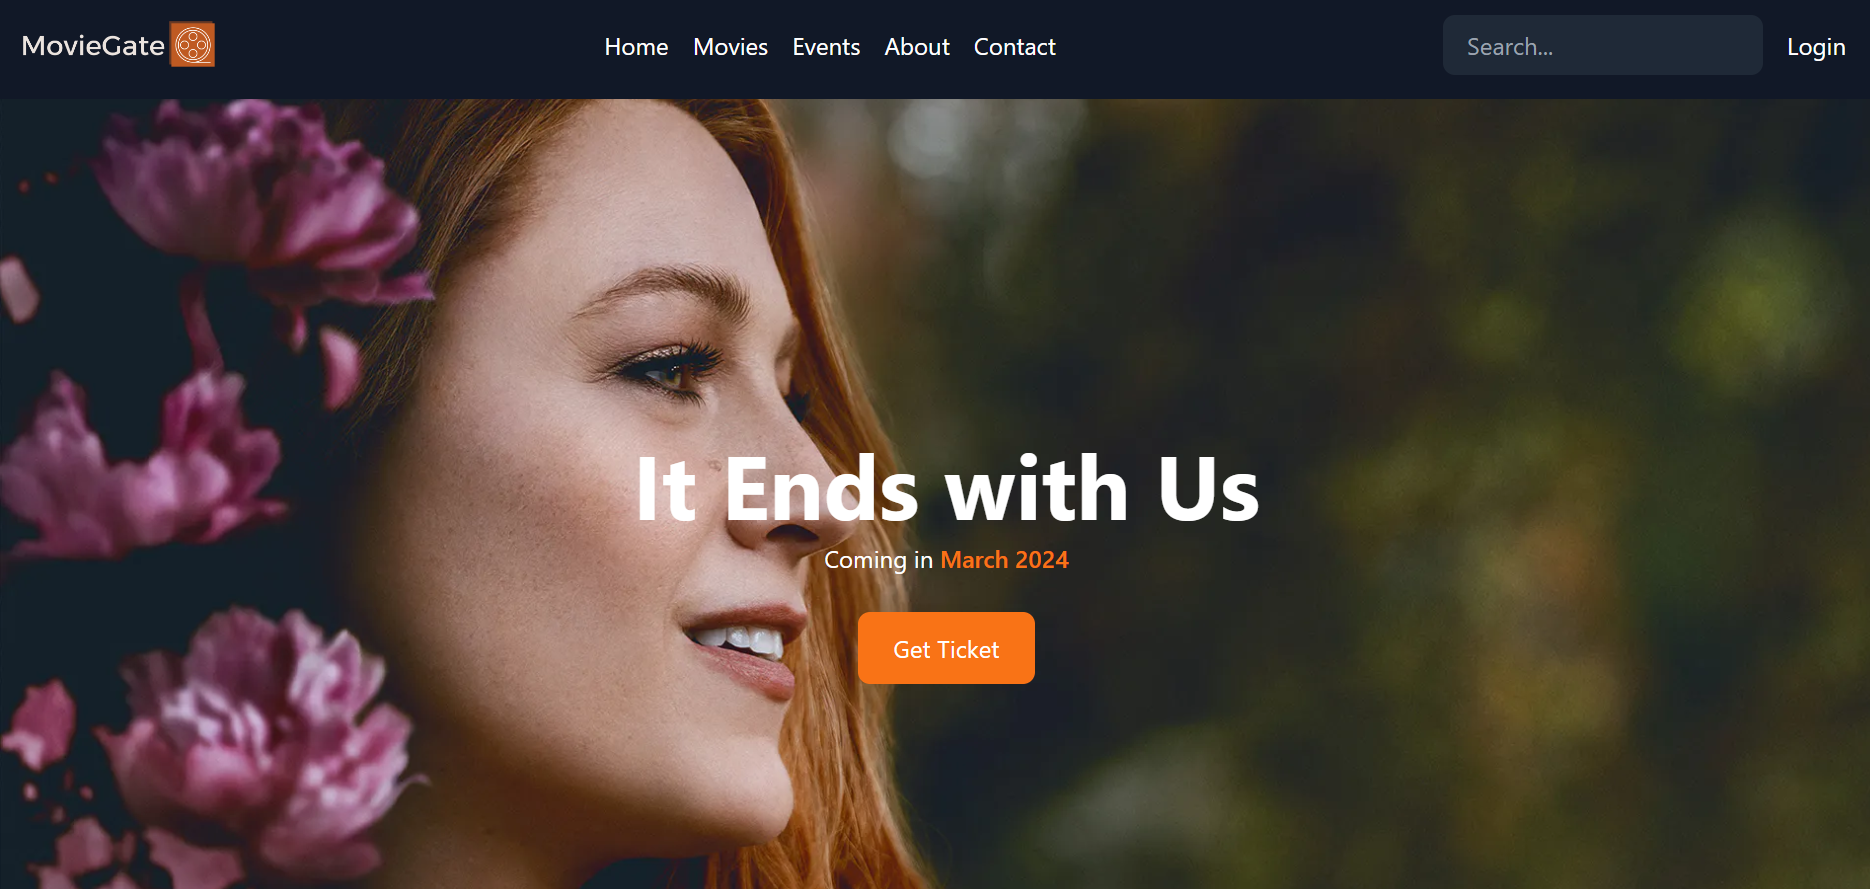 MovieGate
Home Movies Events About Contact
Search...
Login
It Ends with Us
Coming in March 2024
Get Ticket